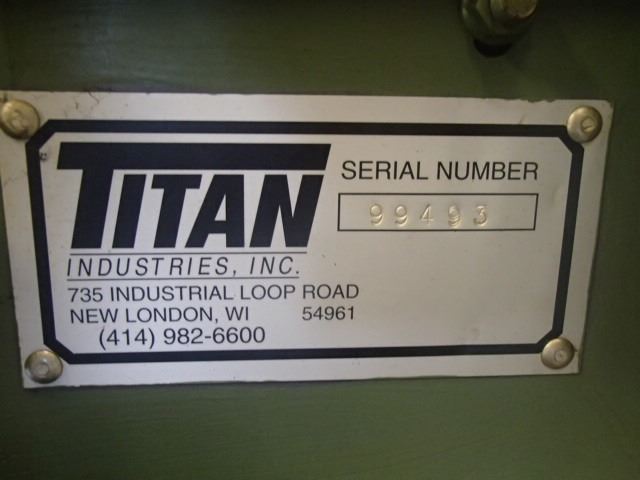 TITAN
INDUSTRIES, INC.
735 INDUSTRIAL LOOP ROAD
NEW LONDON, WI 54961
(414) 982-6600
SERIAL NUMBER
99493